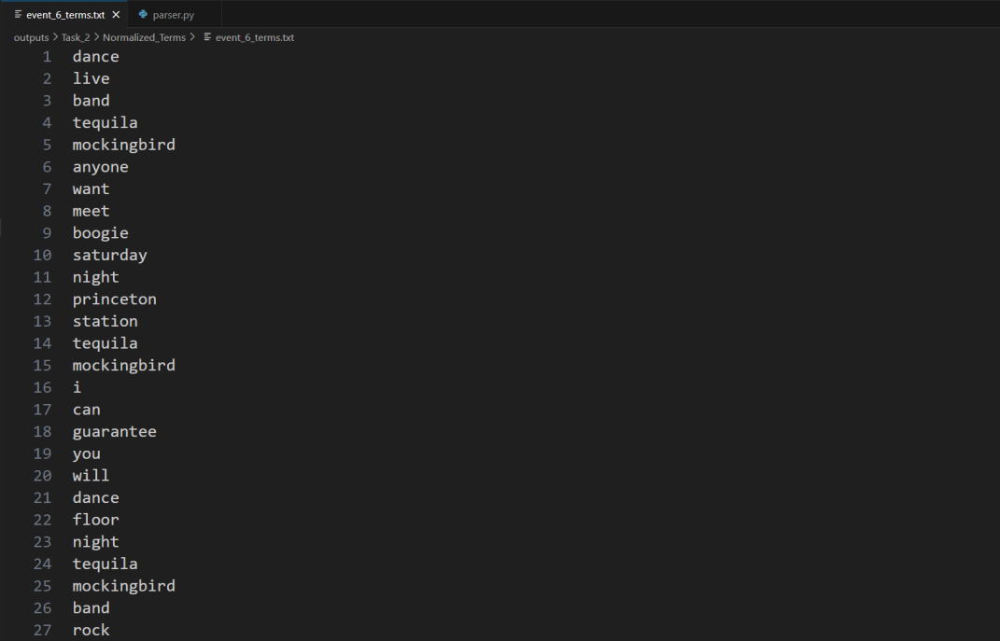 event_6_terms.txt × parser.py
outputs > Task_2 > Normalized_Terms > event_6_terms.txt
1 dance
2 live
3 band
4 tequila
5 mockingbird
6 anyone
7 want
8 meet
9 boogie
10 saturday
11 night
12 princeton
13 station
14 tequila
15 mockingbird
16 i
17 can
18 guarantee
19 you
20 will
21 dance
22 floor
23 night
24 tequila
25 mockingbird
26 band
27 rock